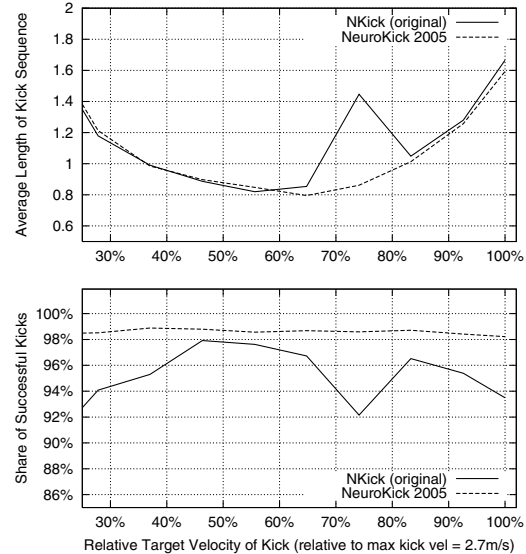 2
1.8
1.6
1.4
1.2
1
0.8
0.6
Average Length of Kick Sequence
NKick (original)
NeuroKick 2005
30% 40% 50% 60% 70% 80% 90% 100%
100%
98%
96%
94%
92%
90%
88%
86%
Share of Successful Kicks
NKick (original)
NeuroKick 2005
30% 40% 50% 60% 70% 80% 90% 100%
Relative Target Velocity of Kick (relative to max kick vel = 2.7m/s)